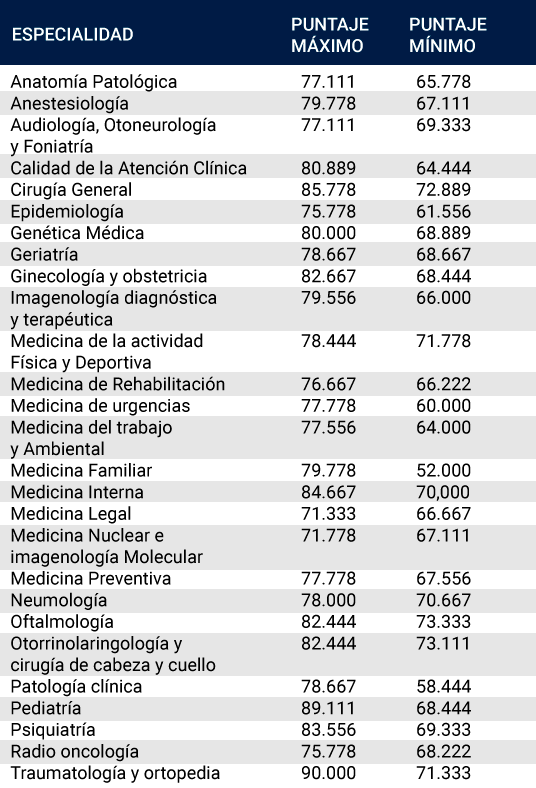 ESPECIALIDAD PUNTAJE MÁXIMO PUNTAJE MÍNIMO
Anatomía Patológica 77.111 65.778
Anestesiología 79.778 67.111
Audiología, Otoneurología 77.111 69.333
y Foniatría
Calidad de la Atención Clínica 80.889 64.444
Cirugía General 85.778 72.889
Epidemiología 75.778 61.556
Genética Médica 80.000 68.889
Geriatría 78.667 68.667
Ginecología y obstetricia 82.667 68.444
Imagenología diagnóstica 79.556 66.000
y terapéutica
Medicina de la actividad 78.444 71.778
Física y Deportiva
Medicina de Rehabilitación 76.667 66.222
Medicina de urgencias 77.778 60.000
Medicina del trabajo 77.556 64.000
y Ambiental
Medicina Familiar 79.778 52.000
Medicina Interna 84.667 70,000
Medicina Legal 71.333 66.667
Medicina Nuclear e 71.778 67.111
imagenología Molecular
Medicina Preventiva 77.778 67.556
Neumología 78.000 70.667
Oftalmología 82.444 73.333
Otorrinolaringología y 82.444 73.111
cirugía de cabeza y cuello
Patología clínica 78.667 58.444
Pediatría 89.111 68.444
Psiquiatría 83.556 69.333
Radio oncología 75.778 68.222
Traumatología y ortopedia 90.000 71.333